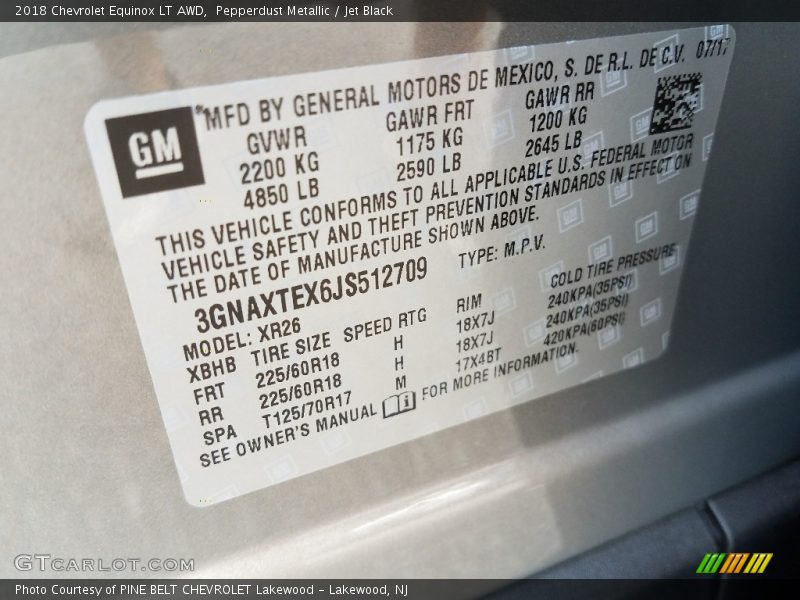 2018 Chevrolet Equinox LT AWD, Pepperdust Metallic / Jet Black
*MFD BY GENERAL MOTORS DE MEXICO, S. DE R.L. DE C.V. 07/17
GM
GVWR GAWR FRT GAWR RR
2200 KG 1175 KG 1200 KG
4850 LB 2590 LB 2645 LB
THIS VEHICLE CONFORMS TO ALL APPLICABLE U.S. FEDERAL MOTOR
VEHICLE SAFETY AND THEFT PREVENTION STANDARDS IN EFFECT ON
THE DATE OF MANUFACTURE SHOWN ABOVE.
3GNAXTEX6JS512709 TYPE: M.P.V.
MODEL: XR26
XBHB TIRE SIZE SPEED RTG RIM COLD TIRE PRESSURE
FRT 225/60R18 H 18X7J 240KPA(35PSI)
RR 225/60R18 H 18X7J 240KPA(35PSI)
SPA T125/70R17 M 17X4BT 420KPA(60PSI)
SEE OWNER'S MANUAL FOR MORE INFORMATION.
GTCARLOT.COM
Photo Courtesy of PINE BELT CHEVROLET Lakewood - Lakewood, NJ